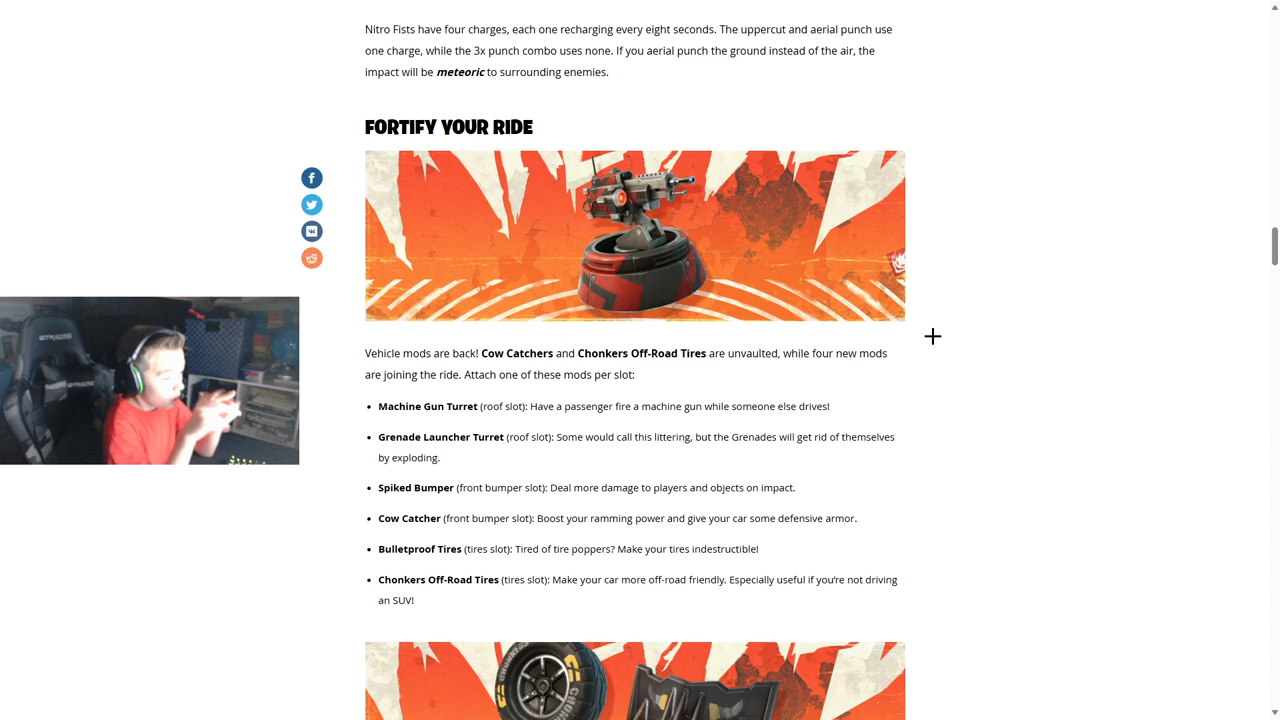 Nitro Fists have four charges, each one recharging every eight seconds. The uppercut and aerial punch use
one charge, while the 3x punch combo uses none. If you aerial punch the ground instead of the air, the
impact will be meteoric to surrounding enemies.
FORTIFY YOUR RIDE
Vehicle mods are back! Cow Catchers and Chonkers Off-Road Tires are unvaulted, while four new mods
are joining the ride. Attach one of these mods per slot:
• Machine Gun Turret (roof slot): Have a passenger fire a machine gun while someone else drives!
• Grenade Launcher Turret (roof slot): Some would call this littering, but the Grenades will get rid of themselves
by exploding.
• Spiked Bumper (front bumper slot): Deal more damage to players and objects on impact.
• Cow Catcher (front bumper slot): Boost your ramming power and give your car some defensive armor.
• Bulletproof Tires (tires slot): Tired of tire poppers? Make your tires indestructible!
• Chonkers Off-Road Tires (tires slot): Make your car more off-road friendly. Especially useful if you're not driving
an SUV!